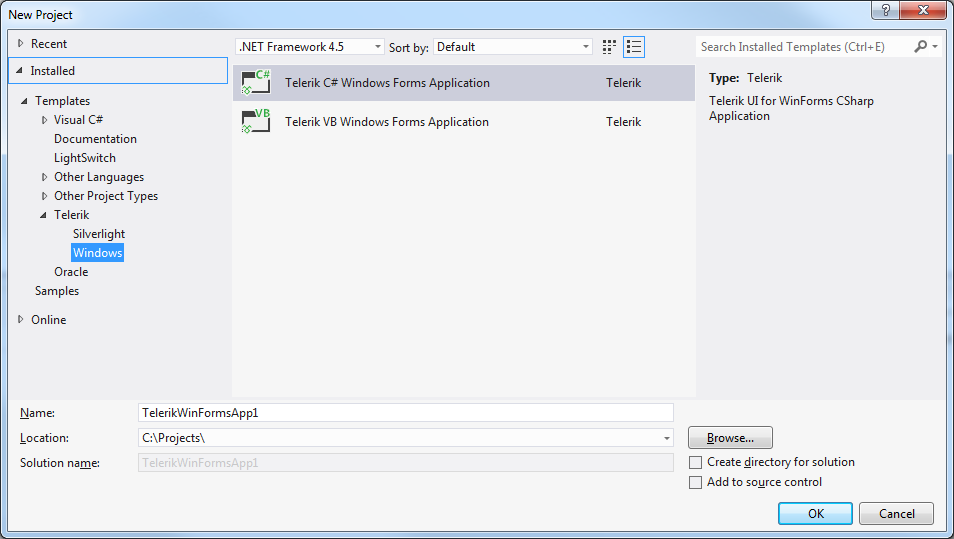 New Project
?
Recent
Installed
Templates
Visual C#
Documentation
LightSwitch
Other Languages
Other Project Types
Telerik
Silverlight
Windows
Oracle
Samples
Online
.NET Framework 4.5 Sort by: Default
C# Telerik C# Windows Forms Application Telerik
VB Telerik VB Windows Forms Application Telerik
Search Installed Templates (Ctrl+E)
Type: Telerik
Telerik UI for WinForms CSharp
Application
Name: TelerikWinFormsApp1
Location: C:\Projects\ Browse...
Solution name: TelerikWinFormsApp1
Create directory for solution
Add to source control
OK Cancel